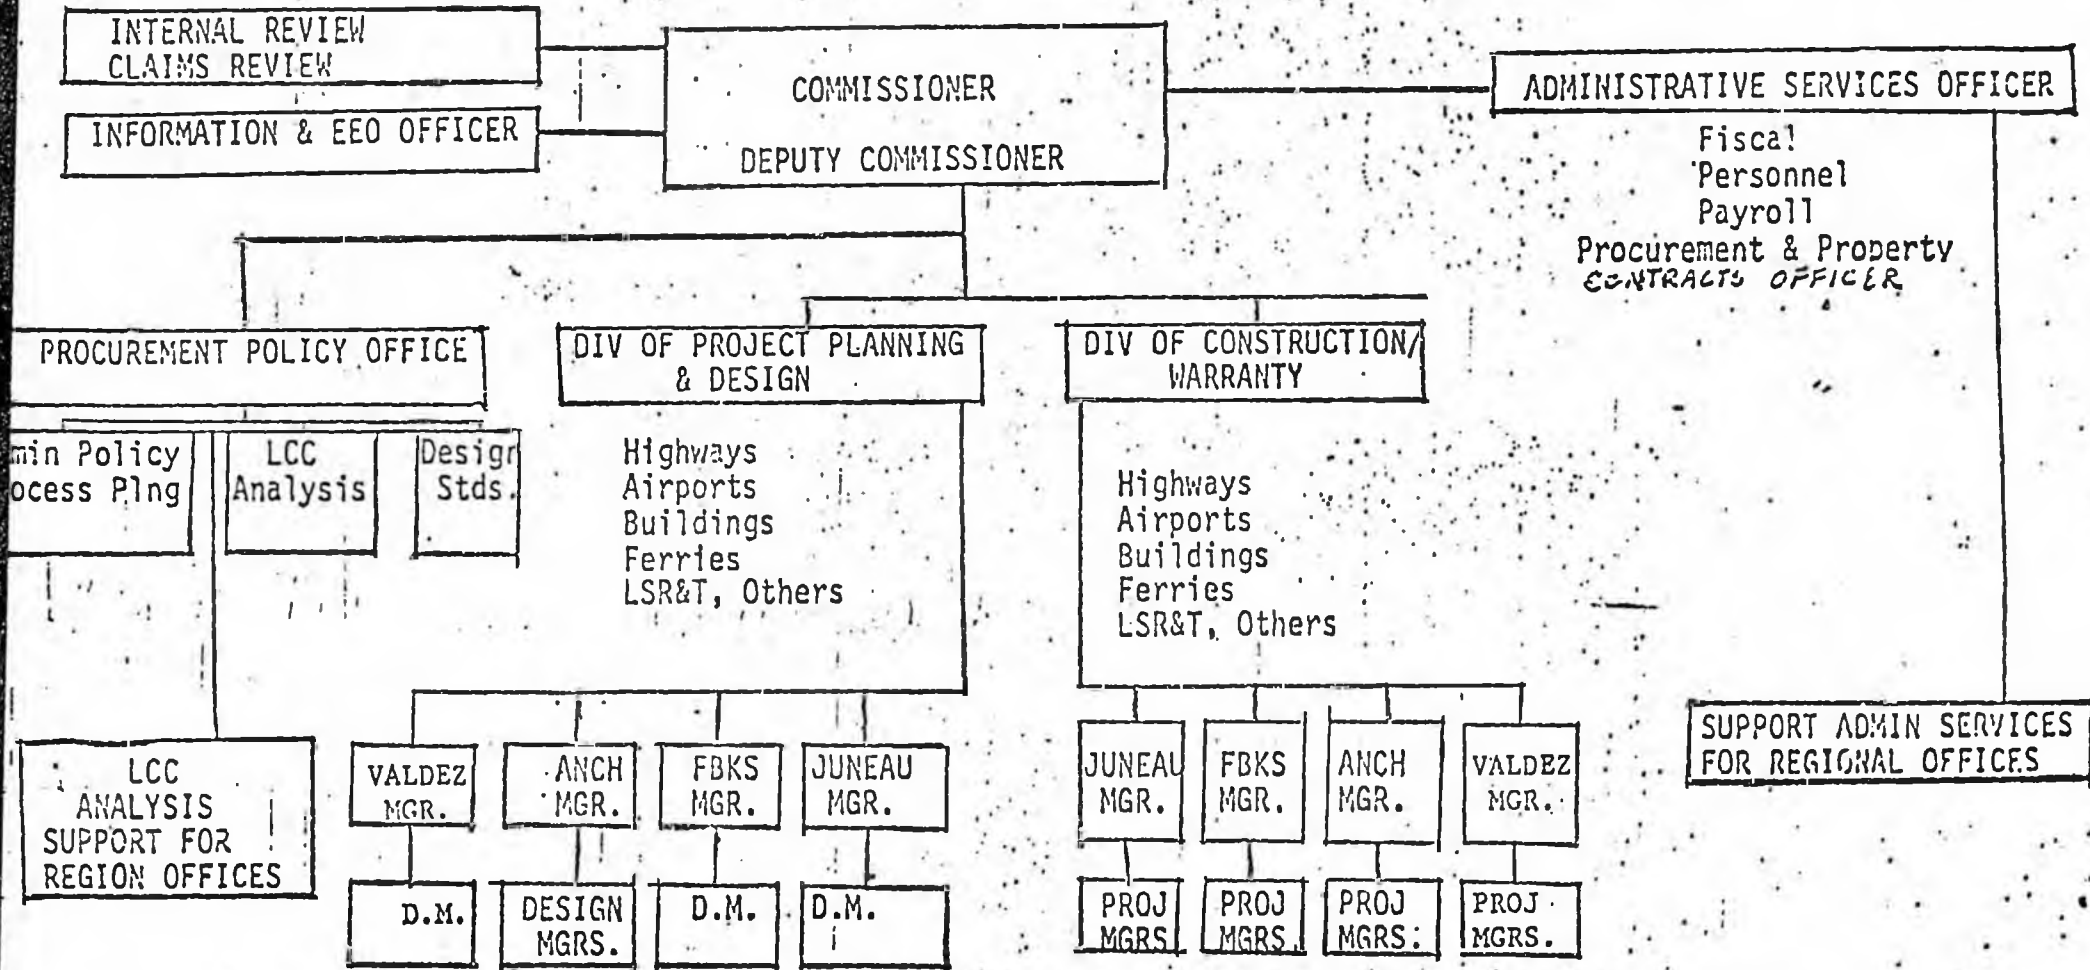 INTERNAL REVIEW
CLAIMS REVIEW
INFORMATION & EEO OFFICER
COMMISSIONER
DEPUTY COMMISSIONER
ADMINISTRATIVE SERVICES OFFICER
Fiscal
Personnel
Payroll
Procurement & Property
CONTRACTS OFFICER
PROCUREMENT POLICY OFFICE
min Policy
ocess Plng
LCC
Analysis
Design
Stds.
LCC
ANALYSIS
SUPPORT FOR
REGION OFFICES
DIV OF PROJECT PLANNING
& DESIGN
Highways
Airports
Buildings
Ferries
LSR&T, Others
VALDEZ
MGR.
ANCH
MGR.
FBKS
MGR.
JUNEAU
MGR.
D.M.
DESIGN
MGRS.
D.M.
D.M.
DIV OF CONSTRUCTION/
WARRANTY
Highways
Airports
Buildings
Ferries
LSR&T, Others
JUNEAU
MGR.
FBKS
MGR.
ANCH
MGR.
VALDEZ
MGR.
PROJ
MGRS
PROJ
MGRS.
PROJ
MGRS.
PROJ
MGRS.
SUPPORT ADMIN SERVICES
FOR REGIONAL OFFICES